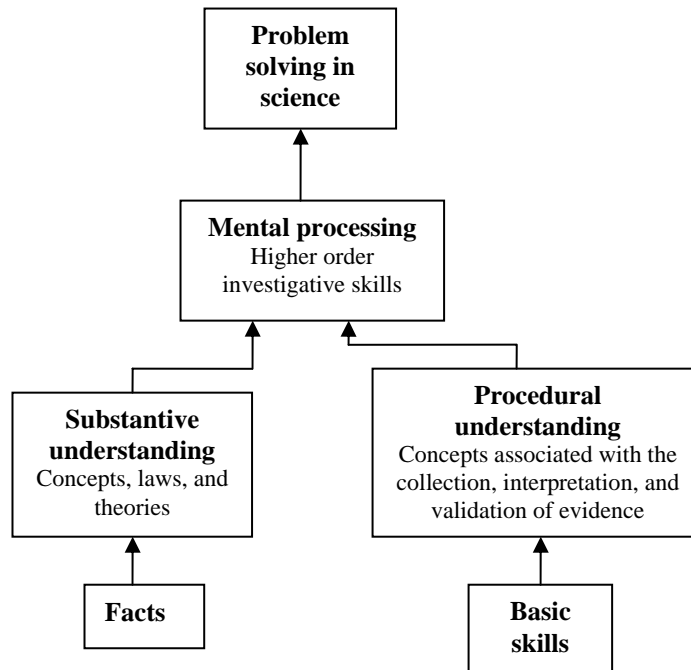 Problem
solving in
science
Mental processing
Higher order
investigative skills
Substantive
understanding
Concepts, laws, and
theories
Procedural
understanding
Concepts associated with the
collection, interpretation, and
validation of evidence
Facts
Basic
skills